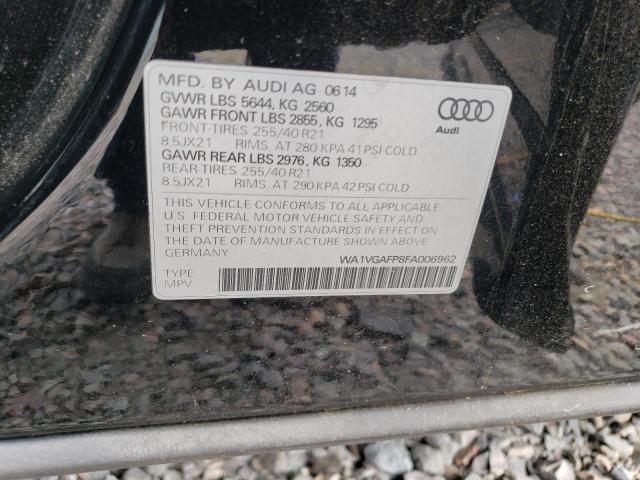 MFD. BY AUDI AG 06 14
GVWR LBS 5644, KG 2560
GAWR FRONT LBS 2855, KG 1295
FRONT-TIRES 255/40 R21
8.5JX21 RIMS, AT 280 KPA 41 PSI COLD
GAWR REAR LBS 2976, KG 1350
REAR-TIRES 255/40 R21
8.5JX21 RIMS, AT 290 KPA 42 PSI COLD
Audi
THIS VEHICLE CONFORMS TO ALL APPLICABLE
U.S. FEDERAL MOTOR VEHICLE SAFETY AND
THEFT PREVENTION STANDARDS IN EFFECT ON
THE DATE OF MANUFACTURE SHOWN ABOVE.
GERMANY
WA1VGAFP8FA006962
TYPE:
MPV